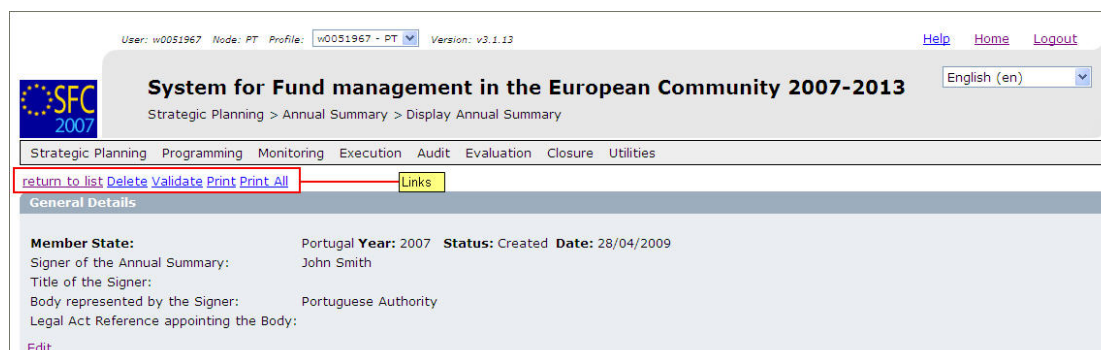 User: w0051967 Node: PT Profile: w0051967 - PT Version: v3.1.13 Help Home Logout
SFC 2007
System for Fund management in the European Community 2007-2013
English (en)
Strategic Planning > Annual Summary > Display Annual Summary
Strategic Planning Programming Monitoring Execution Audit Evaluation Closure Utilities
return to list Delete Validate Print Print All Links
General Details
Member State: Portugal Year: 2007 Status: Created Date: 28/04/2009
Signer of the Annual Summary: John Smith
Title of the Signer:
Body represented by the Signer: Portuguese Authority
Legal Act Reference appointing the Body:
Edit